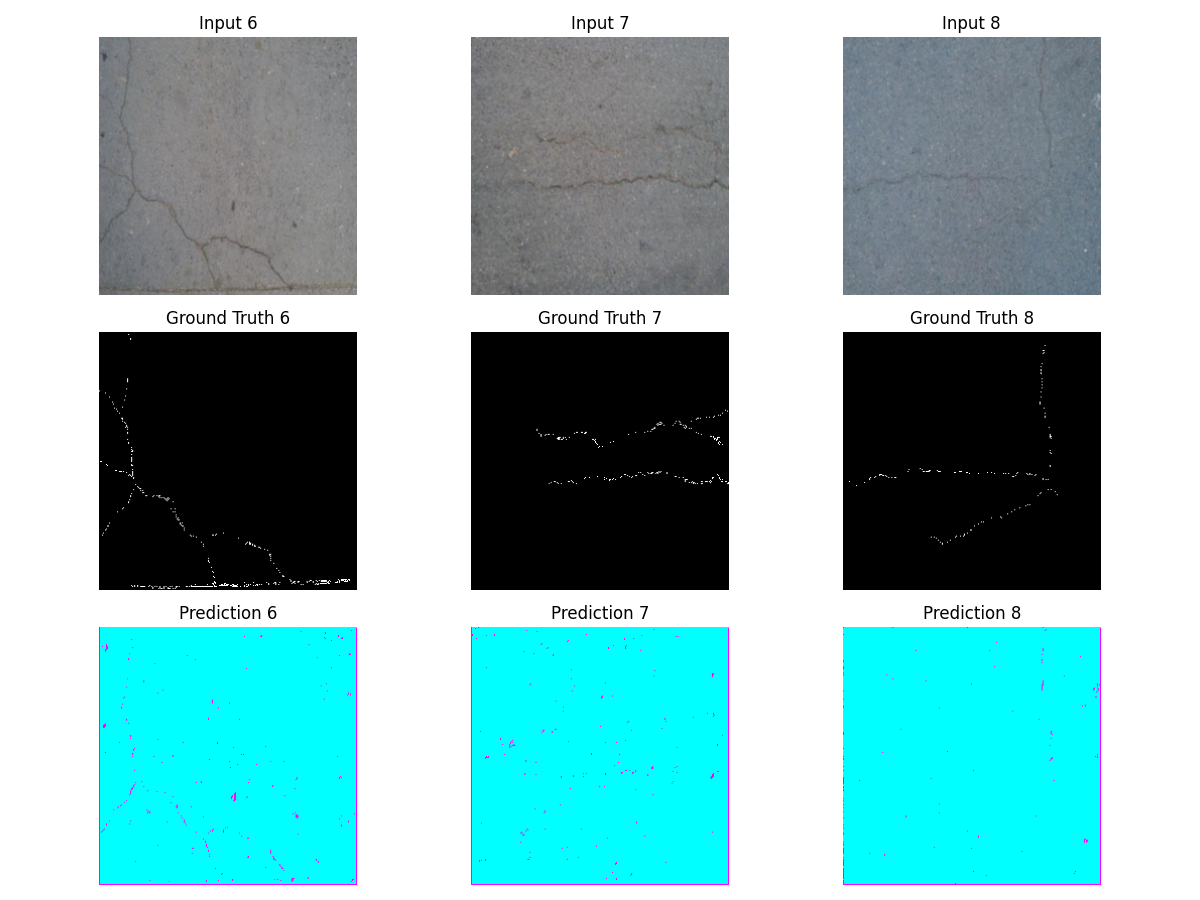 Input 6
Input 7
Input 8
Ground Truth 6
Ground Truth 7
Ground Truth 8
Prediction 6
Prediction 7
Prediction 8